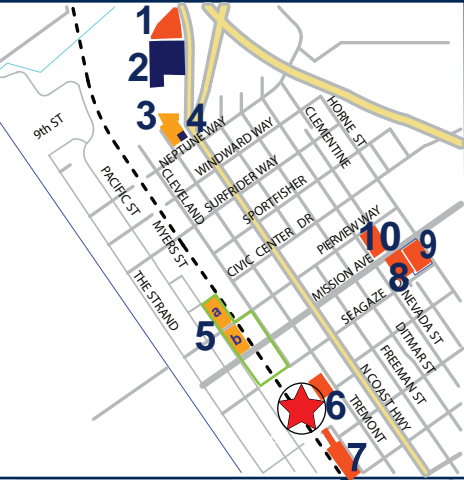 1
2
3
4
9th ST
HORNE ST
CLEMENTINE
NEPTUNE WAY
WINDWARD WAY
SURFRIDER WAY
CLEVELAND
SPORTFISHER
PACIFIC ST
MYERS ST
CIVIC CENTER DR
PIERVIEW WAY
10
9
8
MISSION AVE
THE STRAND
SEAGAZE
NEVADA ST
a
5
b
DITMAR ST
FREEMAN ST
N COAST HWY
6
TREMONT
7